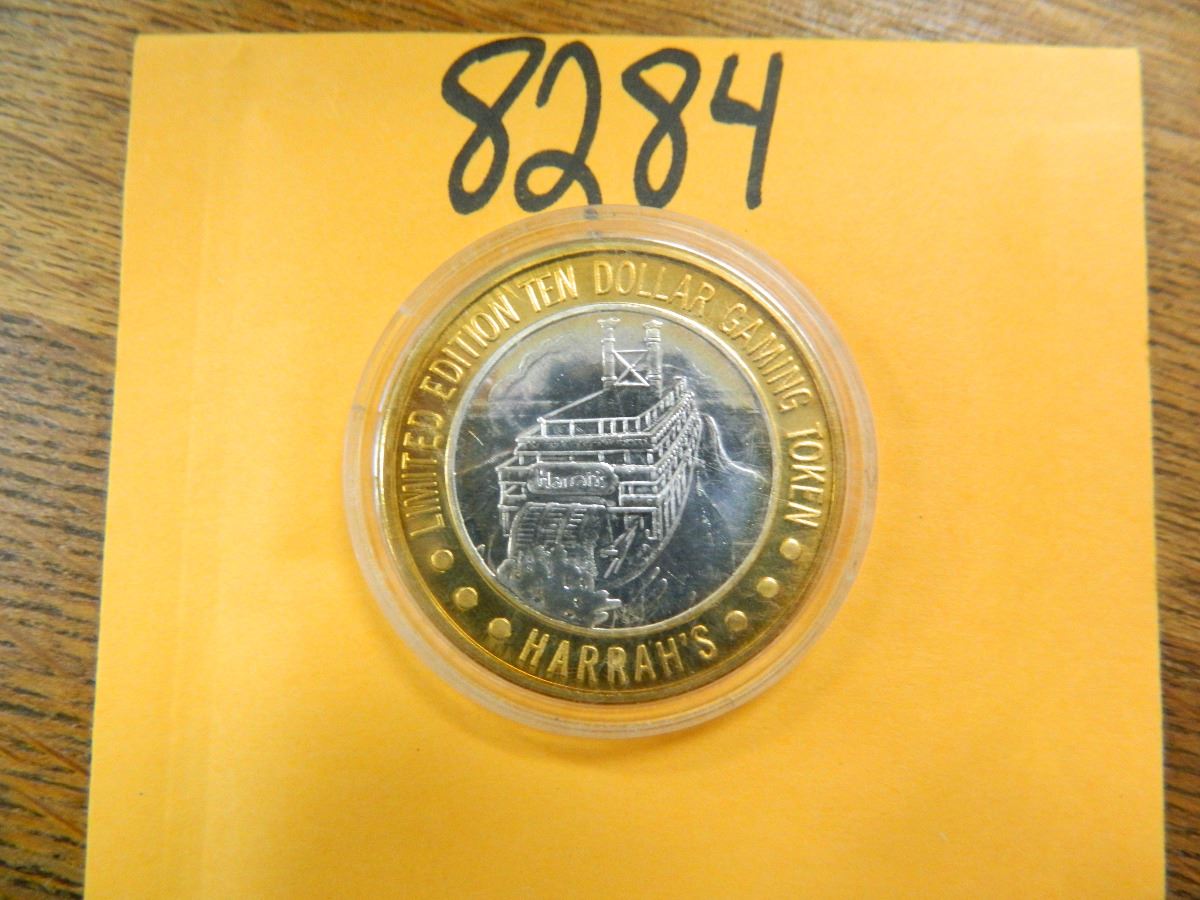 8284
LIMITED EDITION TEN DOLLAR GAMING TOKEN
Harrah's
HARRAH'S